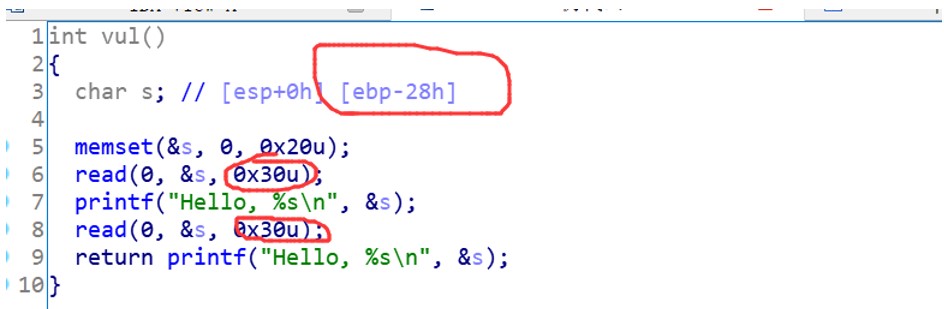 1 int vul()
2 {
3 char s; // [esp+0h] [ebp-28h]
4
5 memset(&s, 0, 0x20u);
6 read(0, &s, 0x30u);
7 printf("Hello, %s\n", &s);
8 read(0, &s, 0x30u);
9 return printf("Hello, %s\n", &s);
10 }